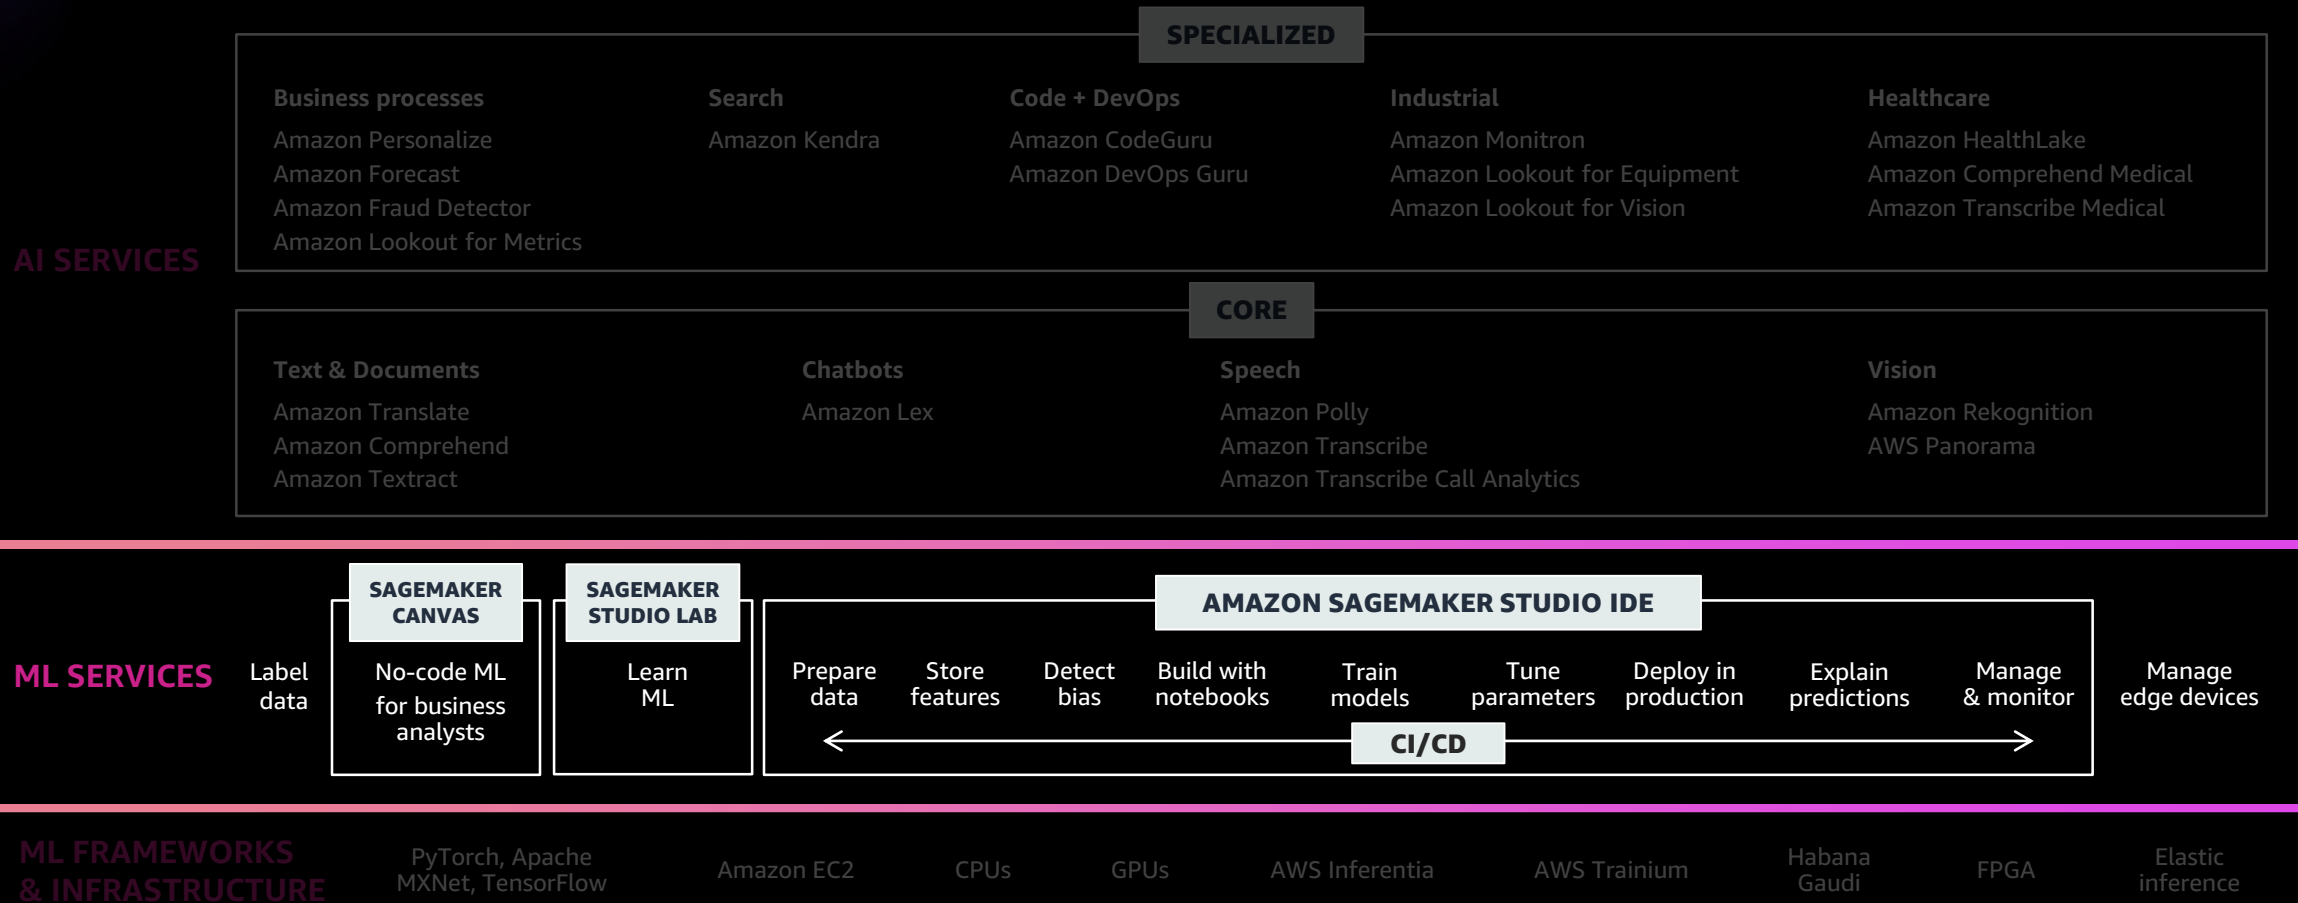 SPECIALIZED
Business processes
Amazon Personalize
Amazon Forecast
Amazon Fraud Detector
Amazon Lookout for Metrics
Search
Amazon Kendra
Code + DevOps
Amazon CodeGuru
Amazon DevOps Guru
Industrial
Amazon Monitron
Amazon Lookout for Equipment
Amazon Lookout for Vision
Healthcare
Amazon HealthLake
Amazon Comprehend Medical
Amazon Transcribe Medical
AI SERVICES
CORE
Text & Documents
Amazon Translate
Amazon Comprehend
Amazon Textract
Chatbots
Amazon Lex
Speech
Amazon Polly
Amazon Transcribe
Amazon Transcribe Call Analytics
Vision
Amazon Rekognition
AWS Panorama
ML SERVICES
Label
data
SAGEMAKER
CANVAS
No-code ML
for business
analysts
SAGEMAKER
STUDIO LAB
Learn
ML
AMAZON SAGEMAKER STUDIO IDE
Prepare
data
Store
features
Detect
bias
Build with
notebooks
Train
models
Tune
parameters
Deploy in
production
Explain
predictions
Manage
& monitor
CI/CD
Manage
edge devices
ML FRAMEWORKS
& INFRASTRUCTURE
PyTorch, Apache
MXNet, TensorFlow
Amazon EC2
CPUs
GPUs
AWS Inferentia
AWS Trainium
Habana
Gaudi
FPGA
Elastic
inference